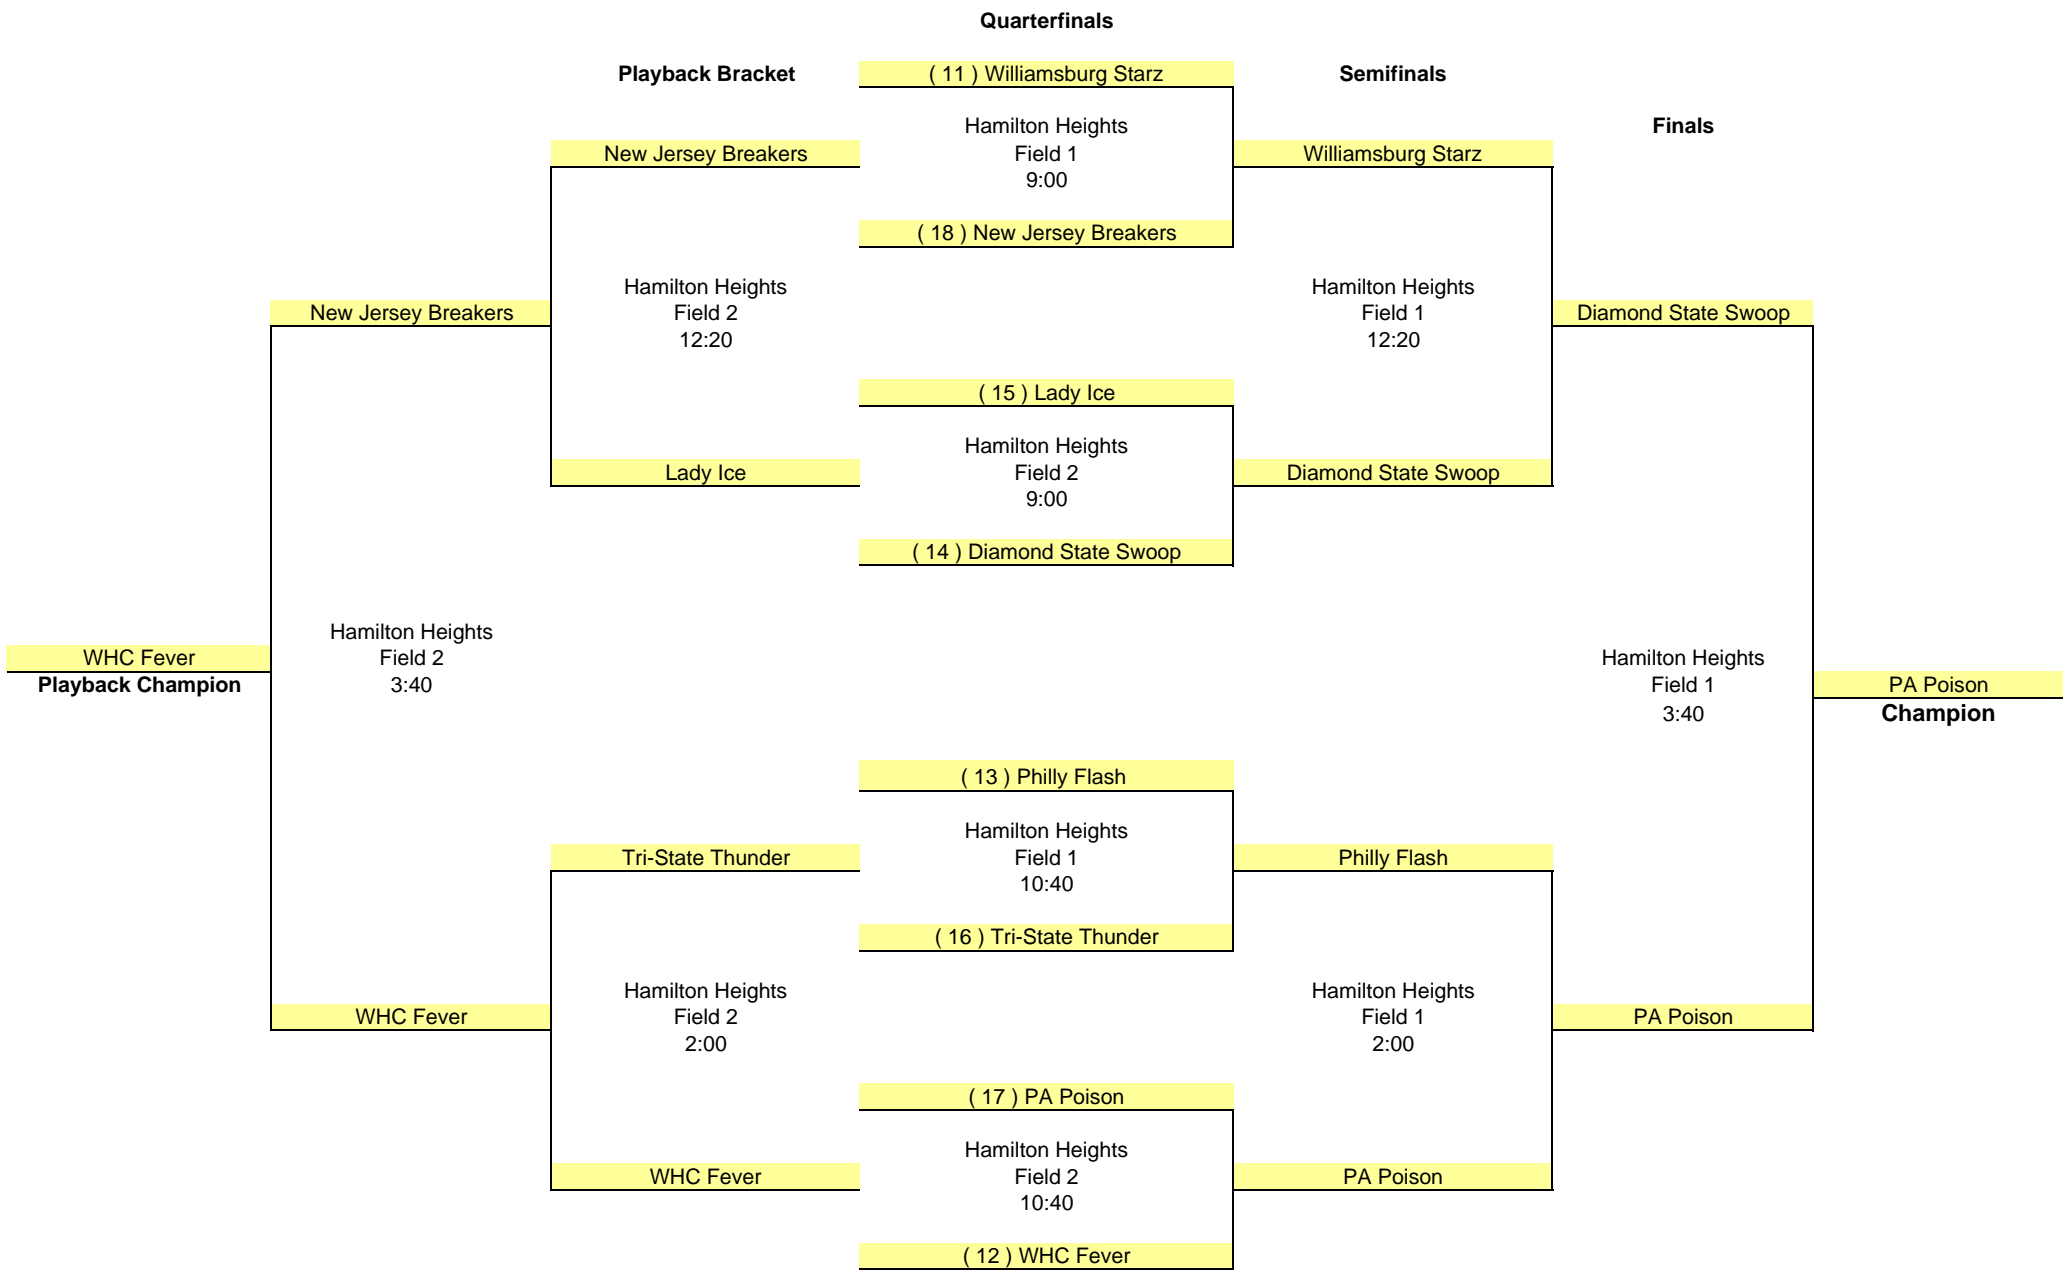 Quarterfinals
Playback Bracket
( 11 ) Williamsburg Starz
Semifinals
Hamilton Heights
Finals
New Jersey Breakers
Field 1
Williamsburg Starz
9:00
( 18 ) New Jersey Breakers
Hamilton Heights
Hamilton Heights
New Jersey Breakers
Field 2
Field 1
Diamond State Swoop
12:20
12:20
( 15 ) Lady Ice
Hamilton Heights
Lady Ice
Field 2
Diamond State Swoop
9:00
( 14 ) Diamond State Swoop
Hamilton Heights
WHC Fever
Field 2
Hamilton Heights
Playback Champion
3:40
Field 1
PA Poison
3:40
Champion
( 13 ) Philly Flash
Hamilton Heights
Tri-State Thunder
Field 1
Philly Flash
10:40
( 16 ) Tri-State Thunder
Hamilton Heights
Hamilton Heights
WHC Fever
Field 2
Field 1
PA Poison
2:00
2:00
( 17 ) PA Poison
Hamilton Heights
WHC Fever
Field 2
PA Poison
10:40
( 12 ) WHC Fever